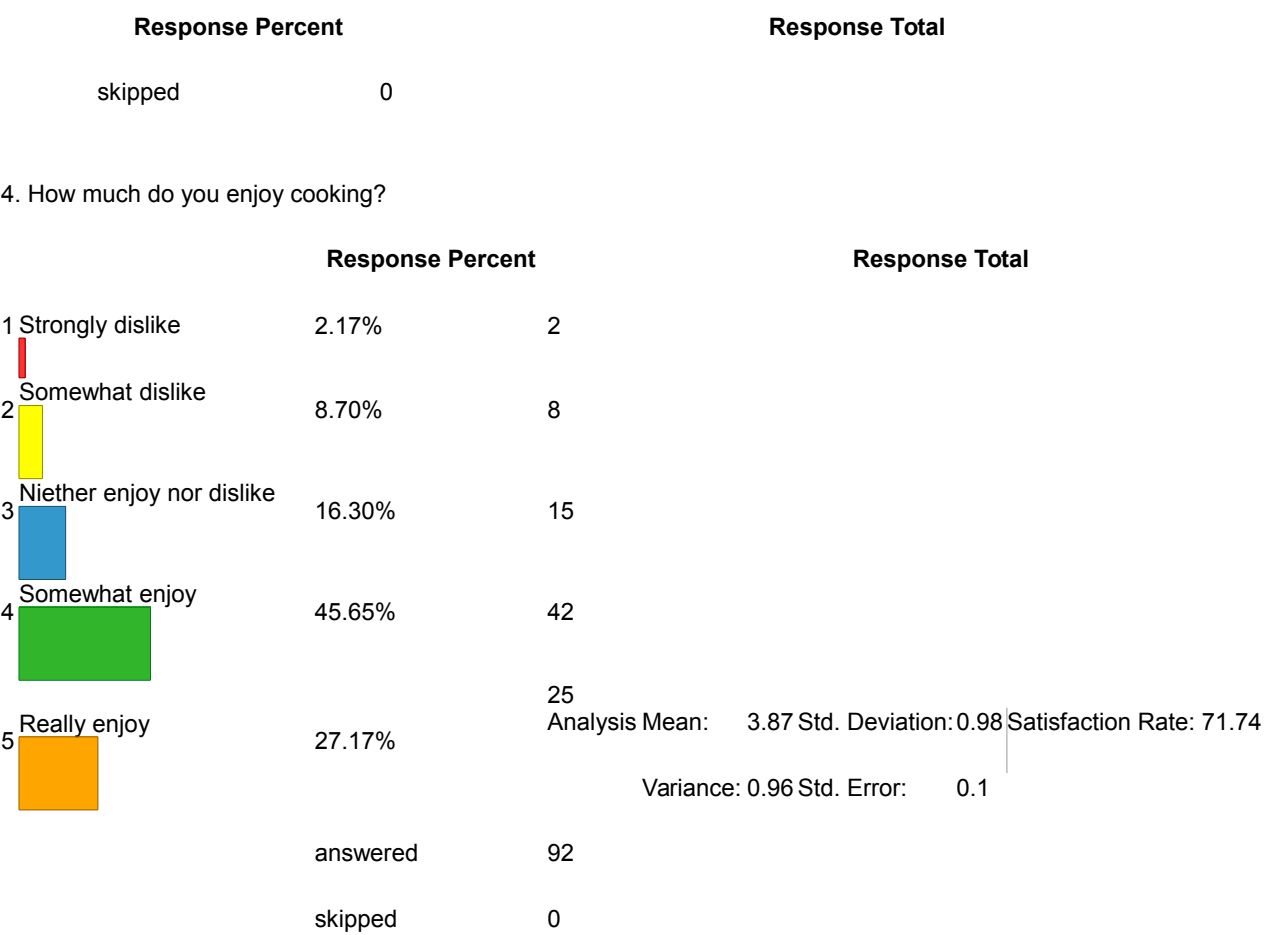 Response Percent Response Total
skipped 0
4. How much do you enjoy cooking?
Response Percent Response Total
1 Strongly dislike 2.17% 2
2 Somewhat dislike 8.70% 8
3 Niether enjoy nor dislike 16.30% 15
4 Somewhat enjoy 45.65% 42
5 Really enjoy 27.17% 25
Analysis Mean: 3.87 Std. Deviation: 0.98 Satisfaction Rate: 71.74
Variance: 0.96 Std. Error: 0.1
answered 92
skipped 0